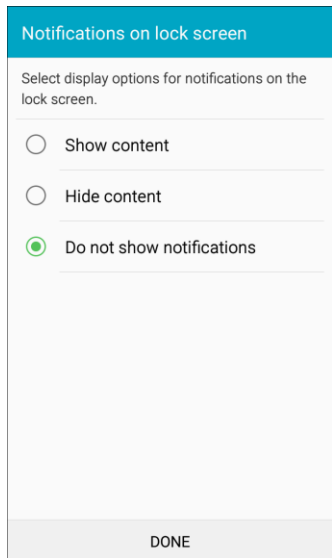 Notifications on lock screen
Select display options for notifications on the
lock screen.
Show content
Hide content
Do not show notifications
DONE